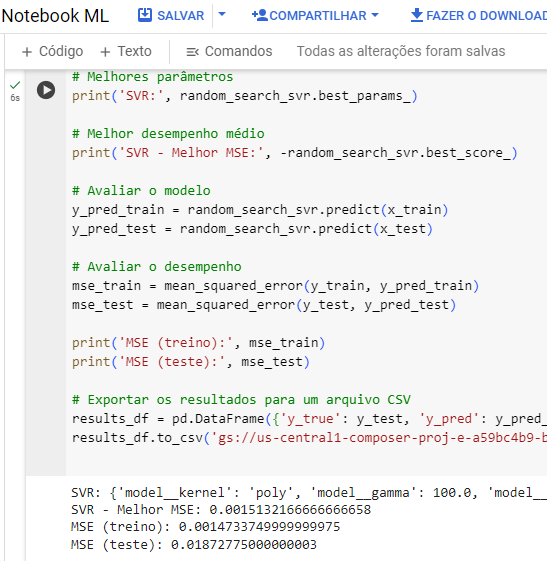 Notebook ML SALVAR COMPARTILHAR FAZER O DOWNLOAD
+ Código + Texto Comandos Todas as alterações foram salvas
6s
# Melhores parâmetros
print('SVR:', random_search_svr.best_params_)
# Melhor desempenho médio
print('SVR - Melhor MSE:', -random_search_svr.best_score_)
# Avaliar o modelo
y_pred_train = random_search_svr.predict(x_train)
y_pred_test = random_search_svr.predict(x_test)
# Avaliar o desempenho
mse_train = mean_squared_error(y_train, y_pred_train)
mse_test = mean_squared_error(y_test, y_pred_test)
print('MSE (treino):', mse_train)
print('MSE (teste):', mse_test)
# Exportar os resultados para um arquivo CSV
results_df = pd.DataFrame({'y_true': y_test, 'y_pred': y_pred_
results_df.to_csv('gs://us-central1-composer-proj-e-a59bc4b9-b
SVR: {'model__kernel': 'poly', 'model__gamma': 100.0, 'model__
SVR - Melhor MSE: 0.0015132166666666658
MSE (treino): 0.0014733749999999975
MSE (teste): 0.01872775000000003